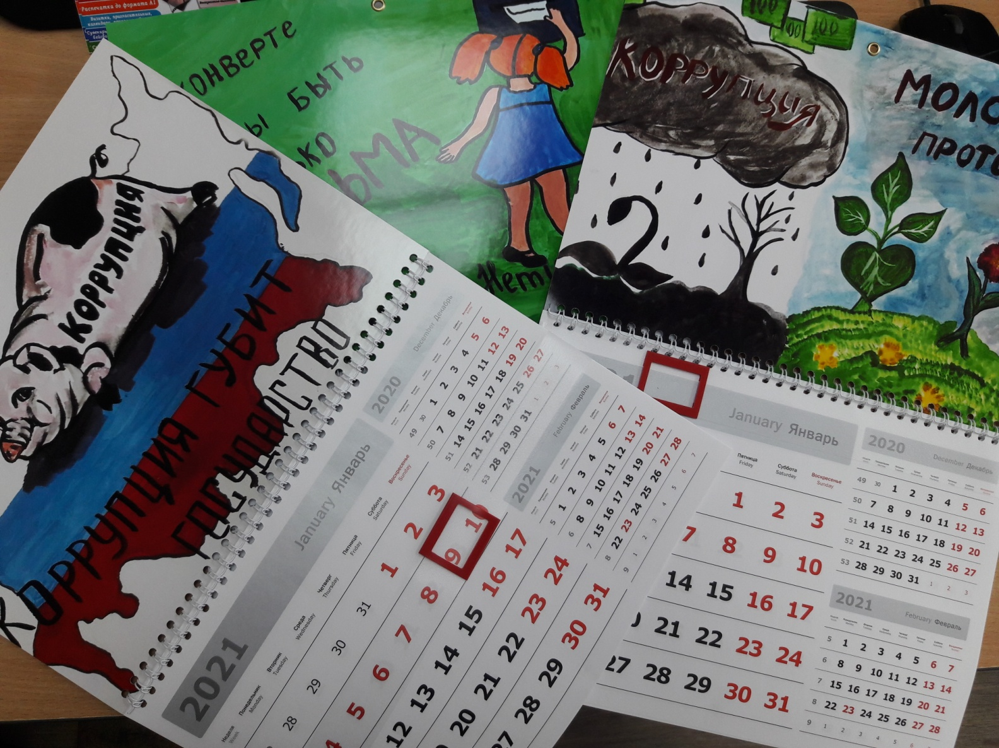 Распечатка до формата А1
Визитки, пригласительные,
КОНВЕРТЕ
БЫТЬ
ЬМА
Нет!
КОРРУПЦИЯ
100
100
МОЛО
ПРОТ
КОРРУПЦИЯ
КОРРУПЦИЯ ГУБИТ
ГОСУДАРСТВО
2021 January Январь
Неделя Week
Понедельник Monday
Вторник Tuesday
Среда Wednesday
Четверг Thursday
Пятница Friday
Суббота Saturday
Воскресенье Sunday
28 29 30 31 1 2 3
4 5 6 7 8 9 10
12 13 14 15 16 17
20 21 22 23 24
27 28 29 30 31
2020 December Декабрь
49 30 1 2 3 4 5 6
50 7 8 9 10 11 12 13
51 14 15 16 17 18 19 20
52 21 22 23 24 25 26 27
53 28 29 30 31 1 2 3
2021 February Февраль
5 1 2 3 4 5 6 7
6 8 9 10 11 12 13 14
7 15 16 17 18 19 20 21
8 22 23 24 25 26 27 28
9 1 2 3 4 5 6 7
January Январь
Пятница Friday
Суббота Saturday
Воскресенье Sunday
1 2 3
7 8 9 10
14 15 16 17
21 22 23 24
27 28 29 30 31
2020 December Декабрь
49 30 1 2 3 4 5 6
50 7 8 9 10 11 12 13
51 14 15 16 17 18 19 20
52 21 22 23 24 25 26 27
53 28 29 30 31 1 2 3
2021 February Февраль
5 1 2 3 4 5 6 7
6 8 9 10 11 12 13 14
7 15 16 17 18 19 20 21
8 22 23 24 25 26 27 28
9 1 2 3 4 5 6